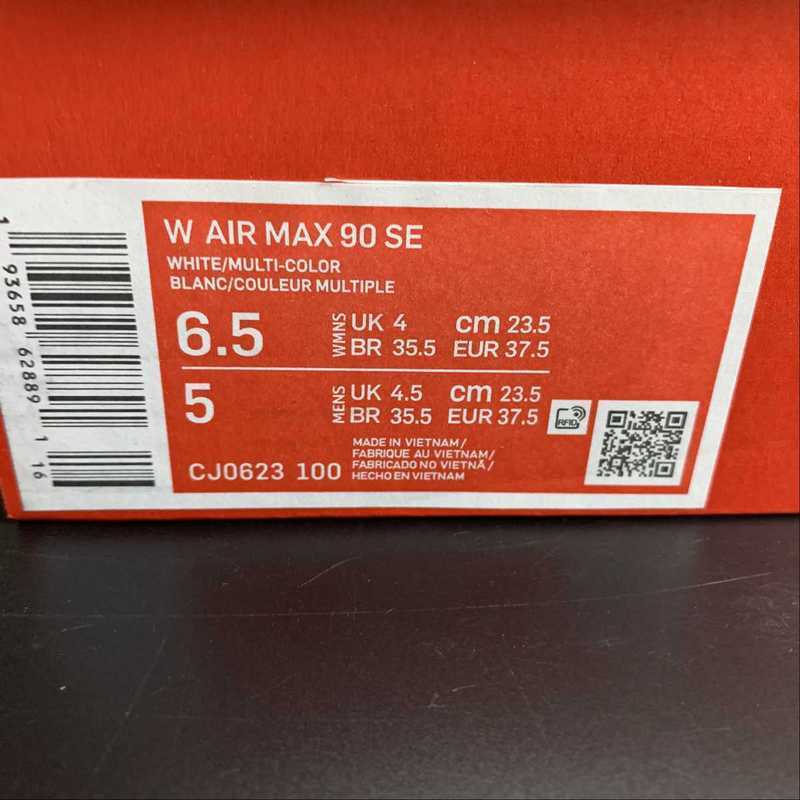 W AIR MAX 90 SE
WHITE/MULTI-COLOR
BLANC/COULEUR MULTIPLE
6.5 WMNS UK 4 cm 23.5
BR 35.5 EUR 37.5
5 MENS UK 4.5 cm 23.5
BR 35.5 EUR 37.5
RFID
CJ0623 100
MADE IN VIETNAM/
FABRIQUE AU VIETNAM/
FABRICADO NO VIETNÃ/
HECHO EN VIETNAM
1 93658 62889 1 16